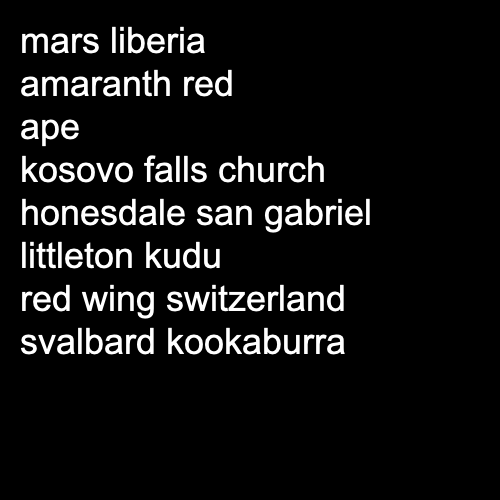 mars liberia
amaranth red
ape
kosovo falls church
honesdale san gabriel
littleton kudu
red wing switzerland
svalbard kookaburra